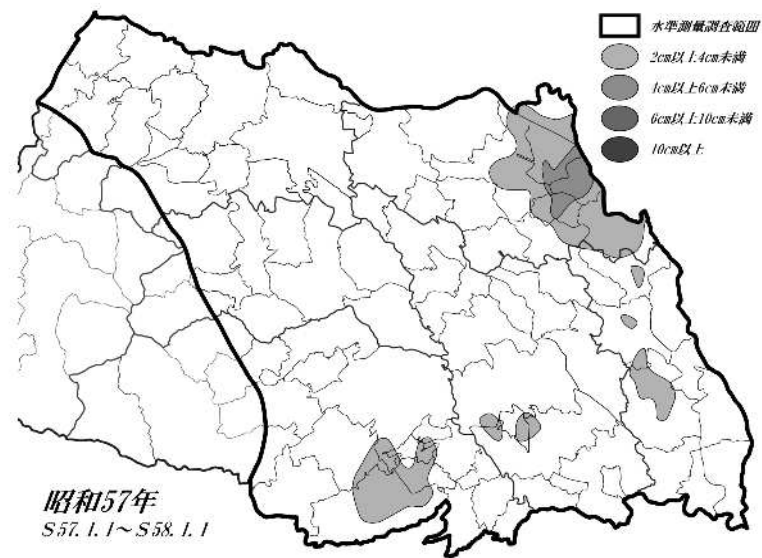 水準測量調査範囲
2cm以上4cm未満
4cm以上6cm未満
6cm以上10cm未満
10cm以上
昭和57年
S57.1.1～S58.1.1